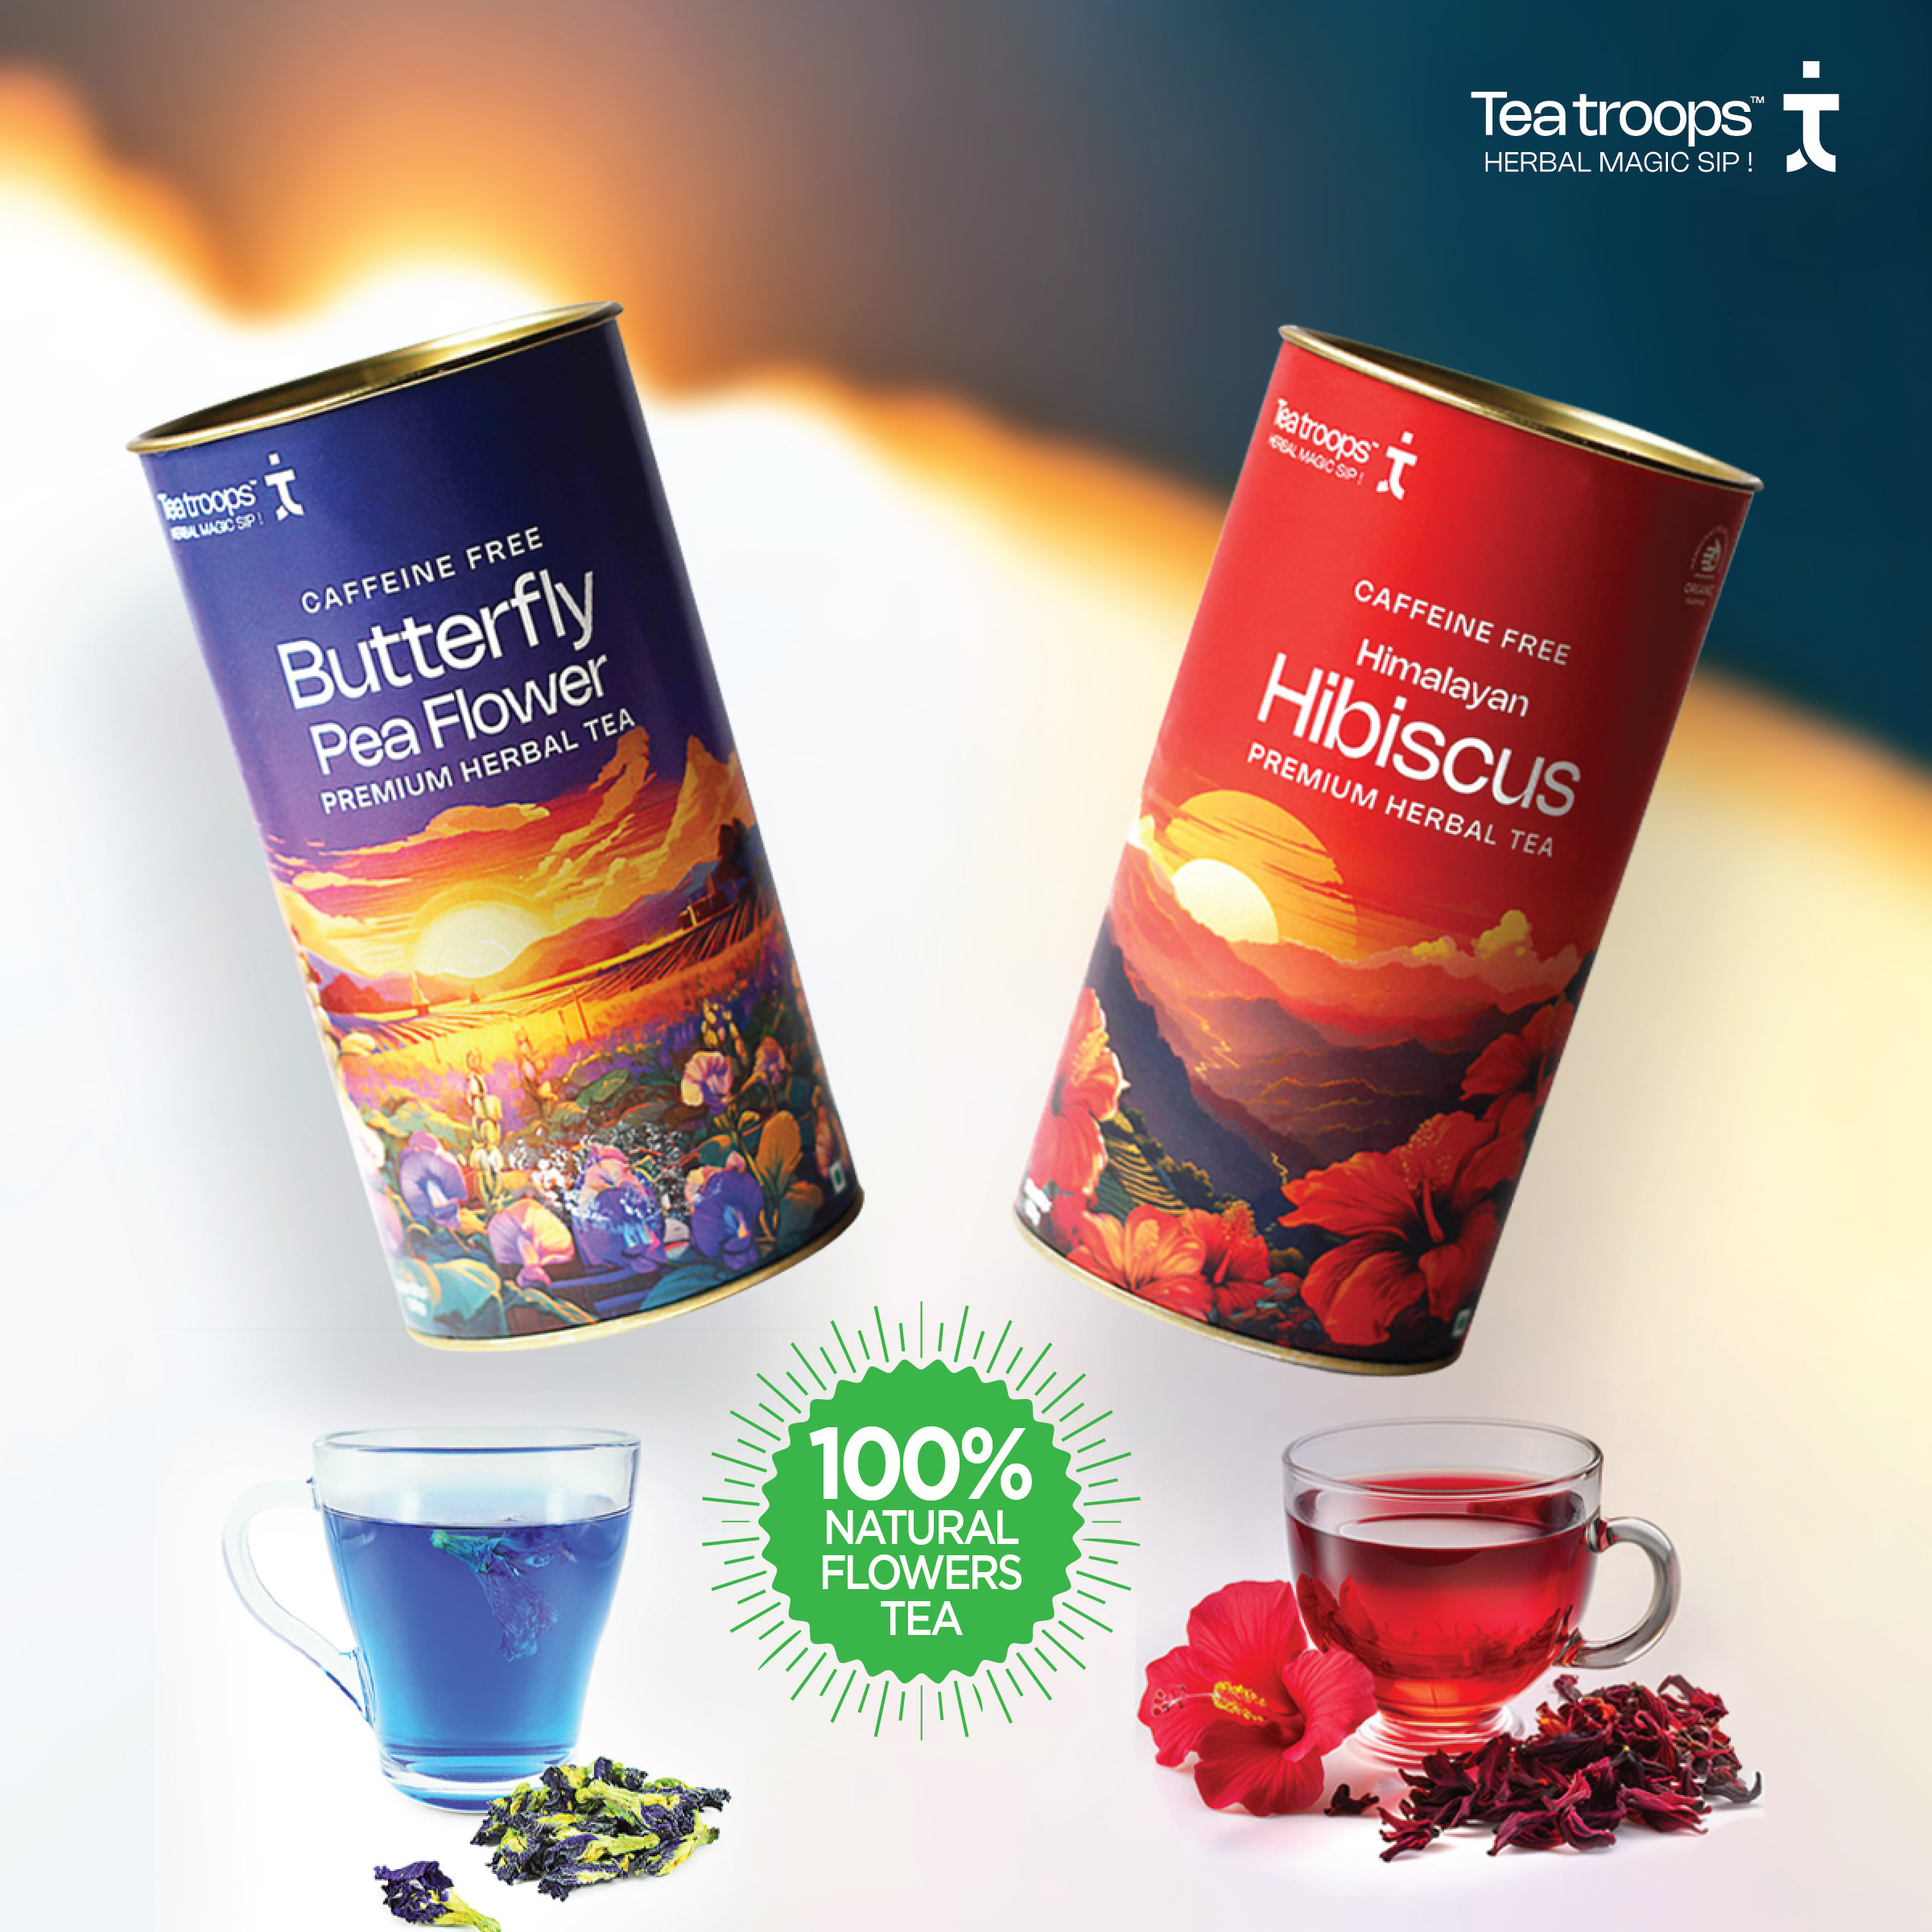 Tea troops™
HERBAL MAGIC SIP !
Tea troops™
HERBAL MAGIC SIP !
CAFFEINE FREE
Butterfly
Pea Flower
PREMIUM HERBAL TEA
Tea troops™
HERBAL MAGIC SIP !
ORGANIC
CAFFEINE FREE
Himalayan
Hibiscus
PREMIUM HERBAL TEA
100%
NATURAL
FLOWERS
TEA